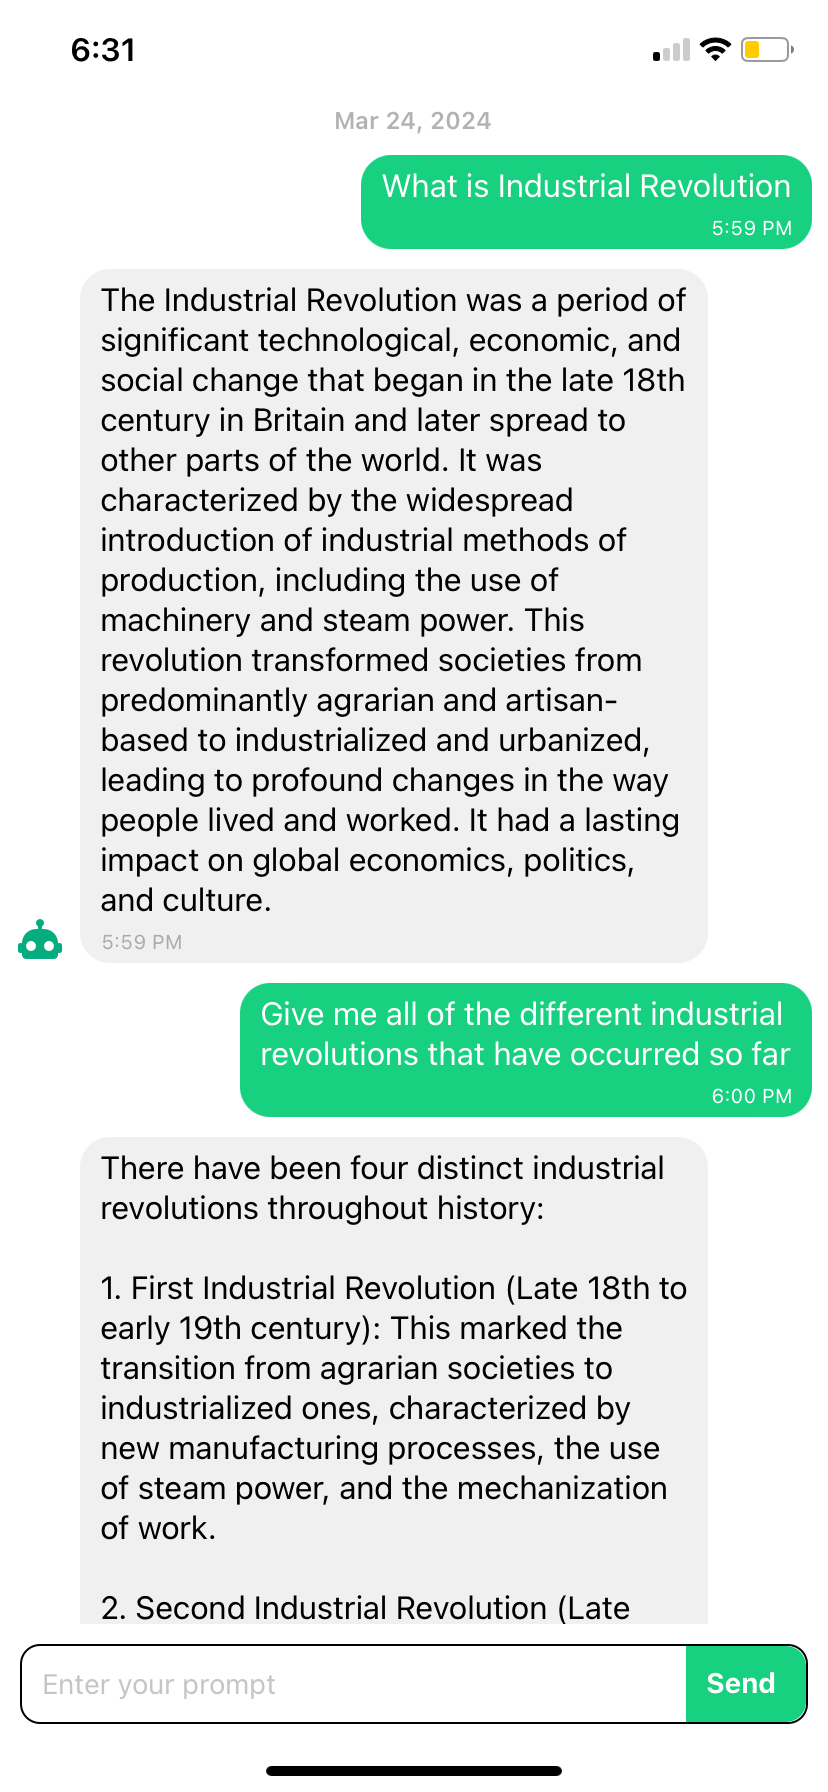 6:31
Mar 24, 2024
What is Industrial Revolution
5:59 PM
The Industrial Revolution was a period of
significant technological, economic, and
social change that began in the late 18th
century in Britain and later spread to
other parts of the world. It was
characterized by the widespread
introduction of industrial methods of
production, including the use of
machinery and steam power. This
revolution transformed societies from
predominantly agrarian and artisan-
based to industrialized and urbanized,
leading to profound changes in the way
people lived and worked. It had a lasting
impact on global economics, politics,
and culture.
5:59 PM
Give me all of the different industrial
revolutions that have occurred so far
6:00 PM
There have been four distinct industrial
revolutions throughout history:
1. First Industrial Revolution (Late 18th to
early 19th century): This marked the
transition from agrarian societies to
industrialized ones, characterized by
new manufacturing processes, the use
of steam power, and the mechanization
of work.
2. Second Industrial Revolution (Late
Enter your prompt
Send